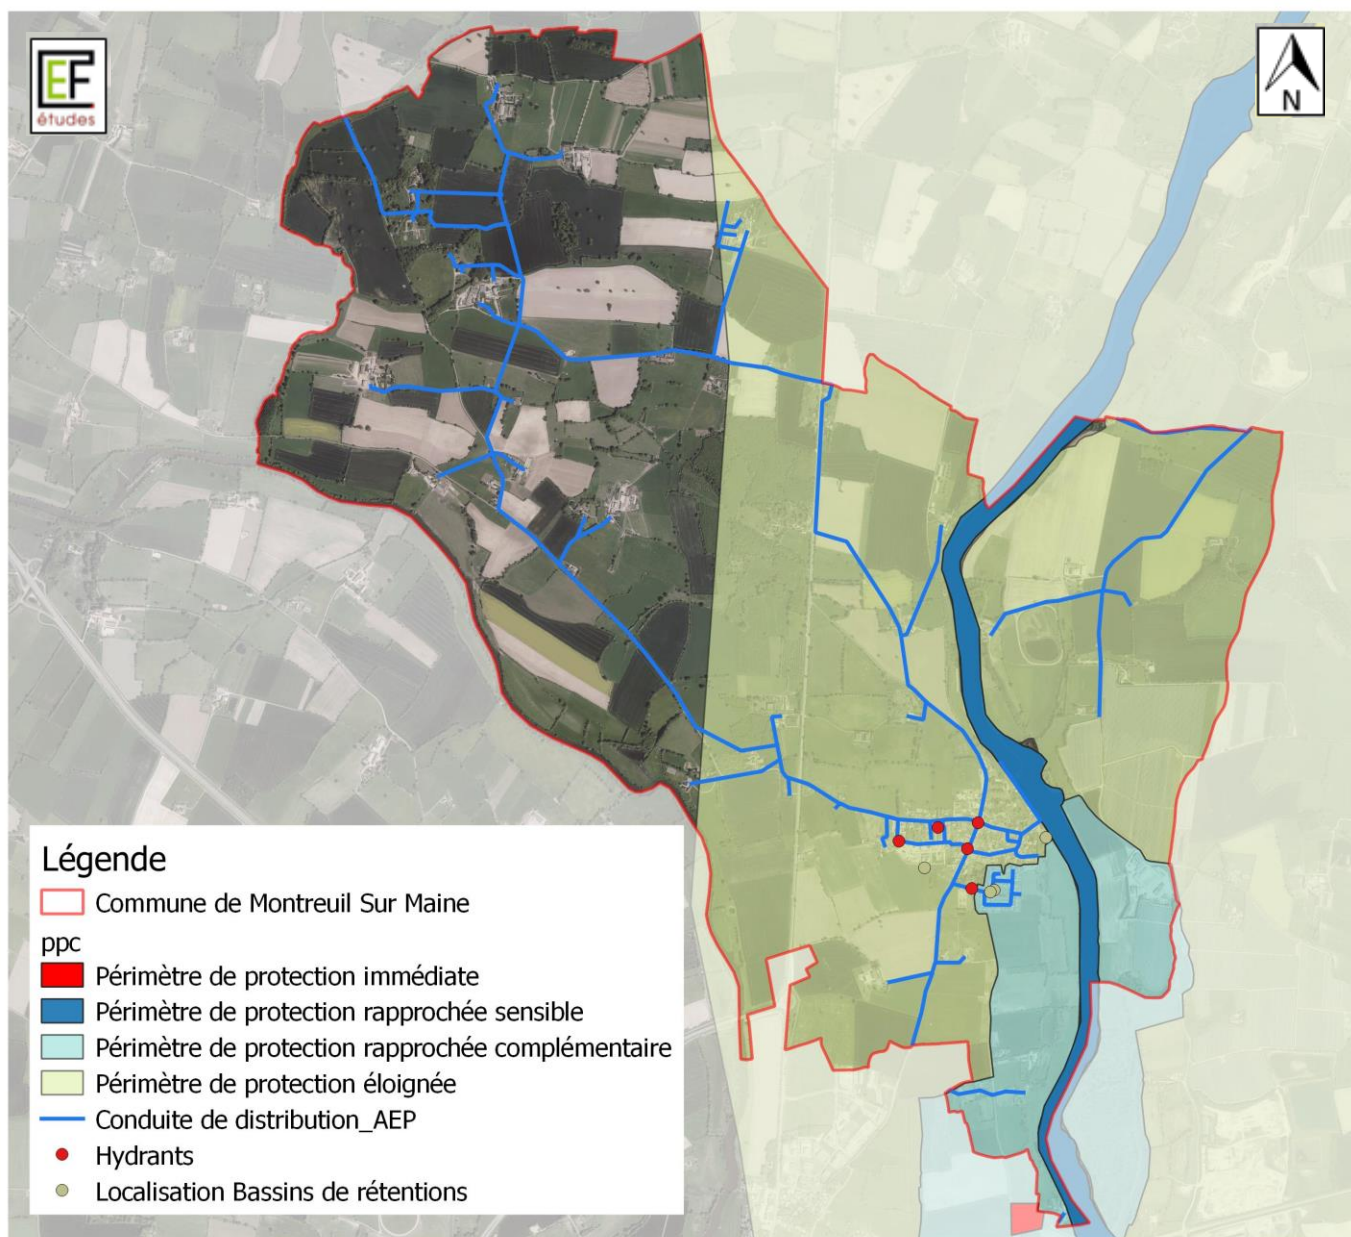 EF
études
N
Légende
Commune de Montreuil Sur Maine
ppc
Périmètre de protection immédiate
Périmètre de protection rapprochée sensible
Périmètre de protection rapprochée complémentaire
Périmètre de protection éloignée
Conduite de distribution_AEP
Hydrants
Localisation Bassins de rétentions